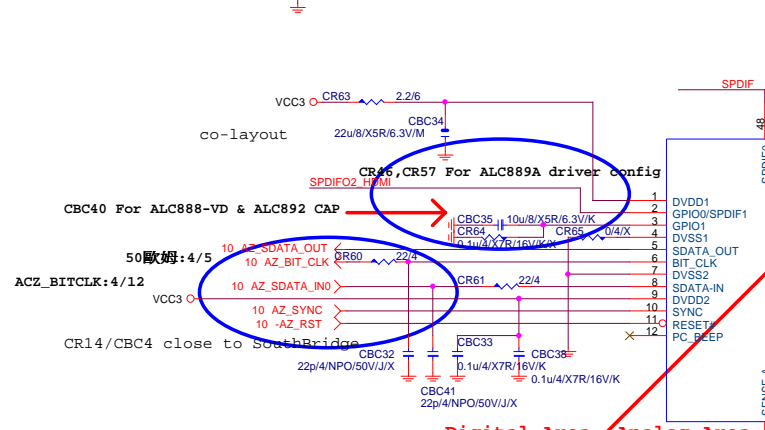 SPDIF
VCC3 CR63 2.2/6
48
CBC34
22u/8/X5R/6.3V/M
co-layout
CR46,CR57 For ALC889A driver config
SPDIFO2_HDMI
1 DVDD1
CBC40 For ALC888-VD & ALC892 CAP
2 GPIO0/SPDIF1
CBC35 10u/8/X5R/6.3V/K
3 GPIO1
CR64 CR65 0/4/X
4 DVSS1
0.1u/4/X7R/16V/K/X
10 AZ_SDATA_OUT
5 SDATA_OUT
50歐姆:4/5
10 AZ_BIT_CLK CR60 22/4
6 BIT_CLK
7 DVSS2
ACZ_BITCLK:4/12
10 AZ_SDATA_IN0 CR61 22/4
8 SDATA-IN
VCC3
9 DVDD2
10 AZ_SYNC
10 SYNC
10 -AZ_RST
11 RESET#
12 PC_BEEP
CR14/CBC4 close to SouthBridge
CBC32 CBC33 CBC38
22p/4/NPO/50V/J/X 0.1u/4/X7R/16V/K
0.1u/4/X7R/16V/K
CBC41
22p/4/NPO/50V/J/X
Digital Area Analog Area